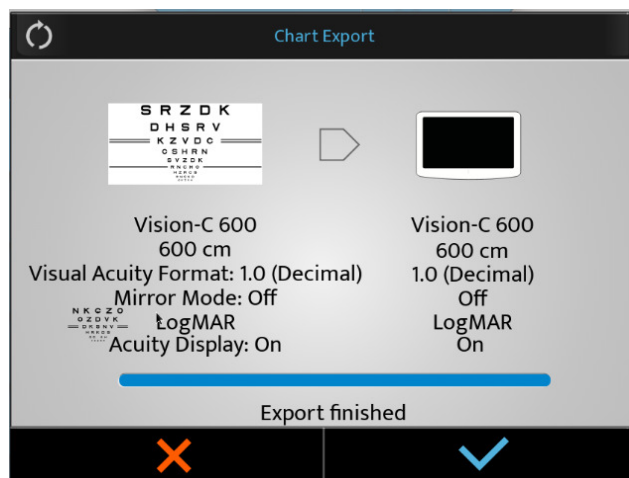 Chart Export
S R Z D K
D H S R V
K Z V D C
C S H R N
S V Z D K
Vision-C 600
600 cm
Visual Acuity Format: 1.0 (Decimal)
Mirror Mode: Off
LogMAR
Acuity Display: On
N K C Z O
O Z D V K
Vision-C 600
600 cm
1.0 (Decimal)
Off
LogMAR
On
Export finished